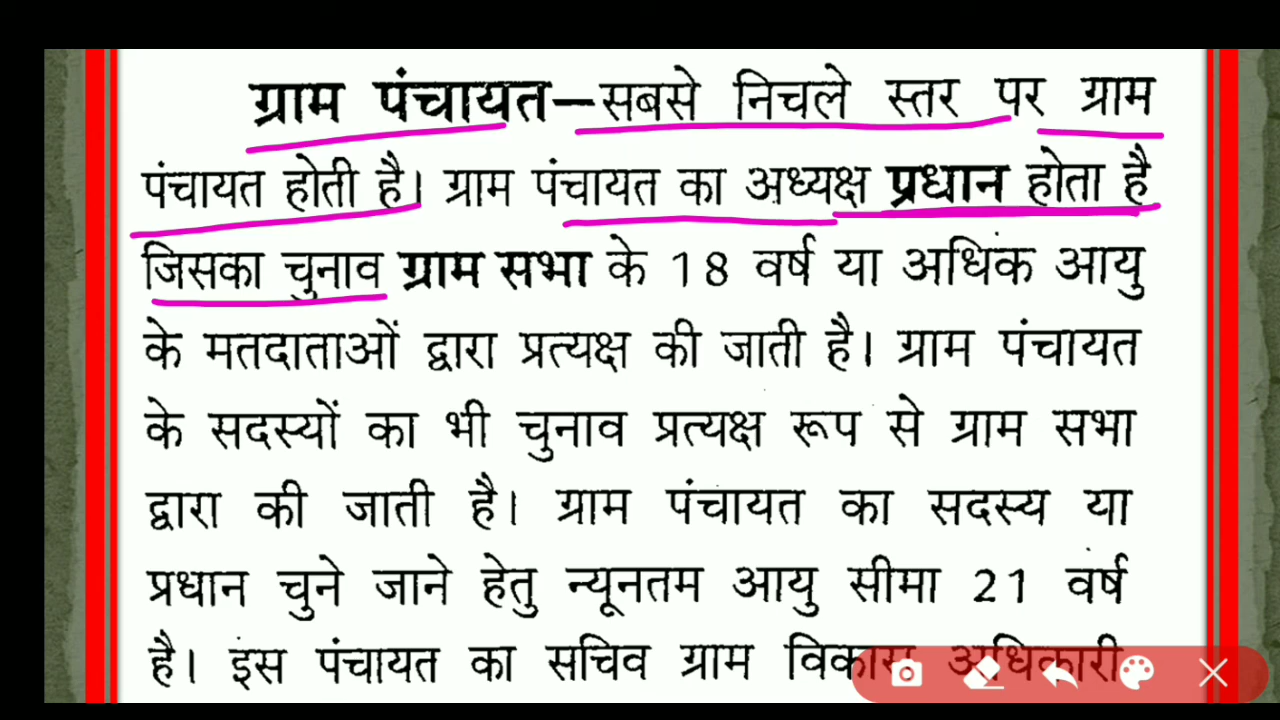 ग्राम पंचायत—सबसे निचले स्तर पर ग्राम
पंचायत होती है। ग्राम पंचायत का अध्यक्ष प्रधान होता है
जिसका चुनाव ग्राम सभा के 18 वर्ष या अधिक आयु
के मतदाताओं द्वारा प्रत्यक्ष की जाती है। ग्राम पंचायत
के सदस्यों का भी चुनाव प्रत्यक्ष रूप से ग्राम सभा
द्वारा की जाती है। ग्राम पंचायत का सदस्य या
प्रधान चुने जाने हेतु न्यूनतम आयु सीमा 21 वर्ष
है। इस पंचायत का सचिव ग्राम विकास अधिकारी